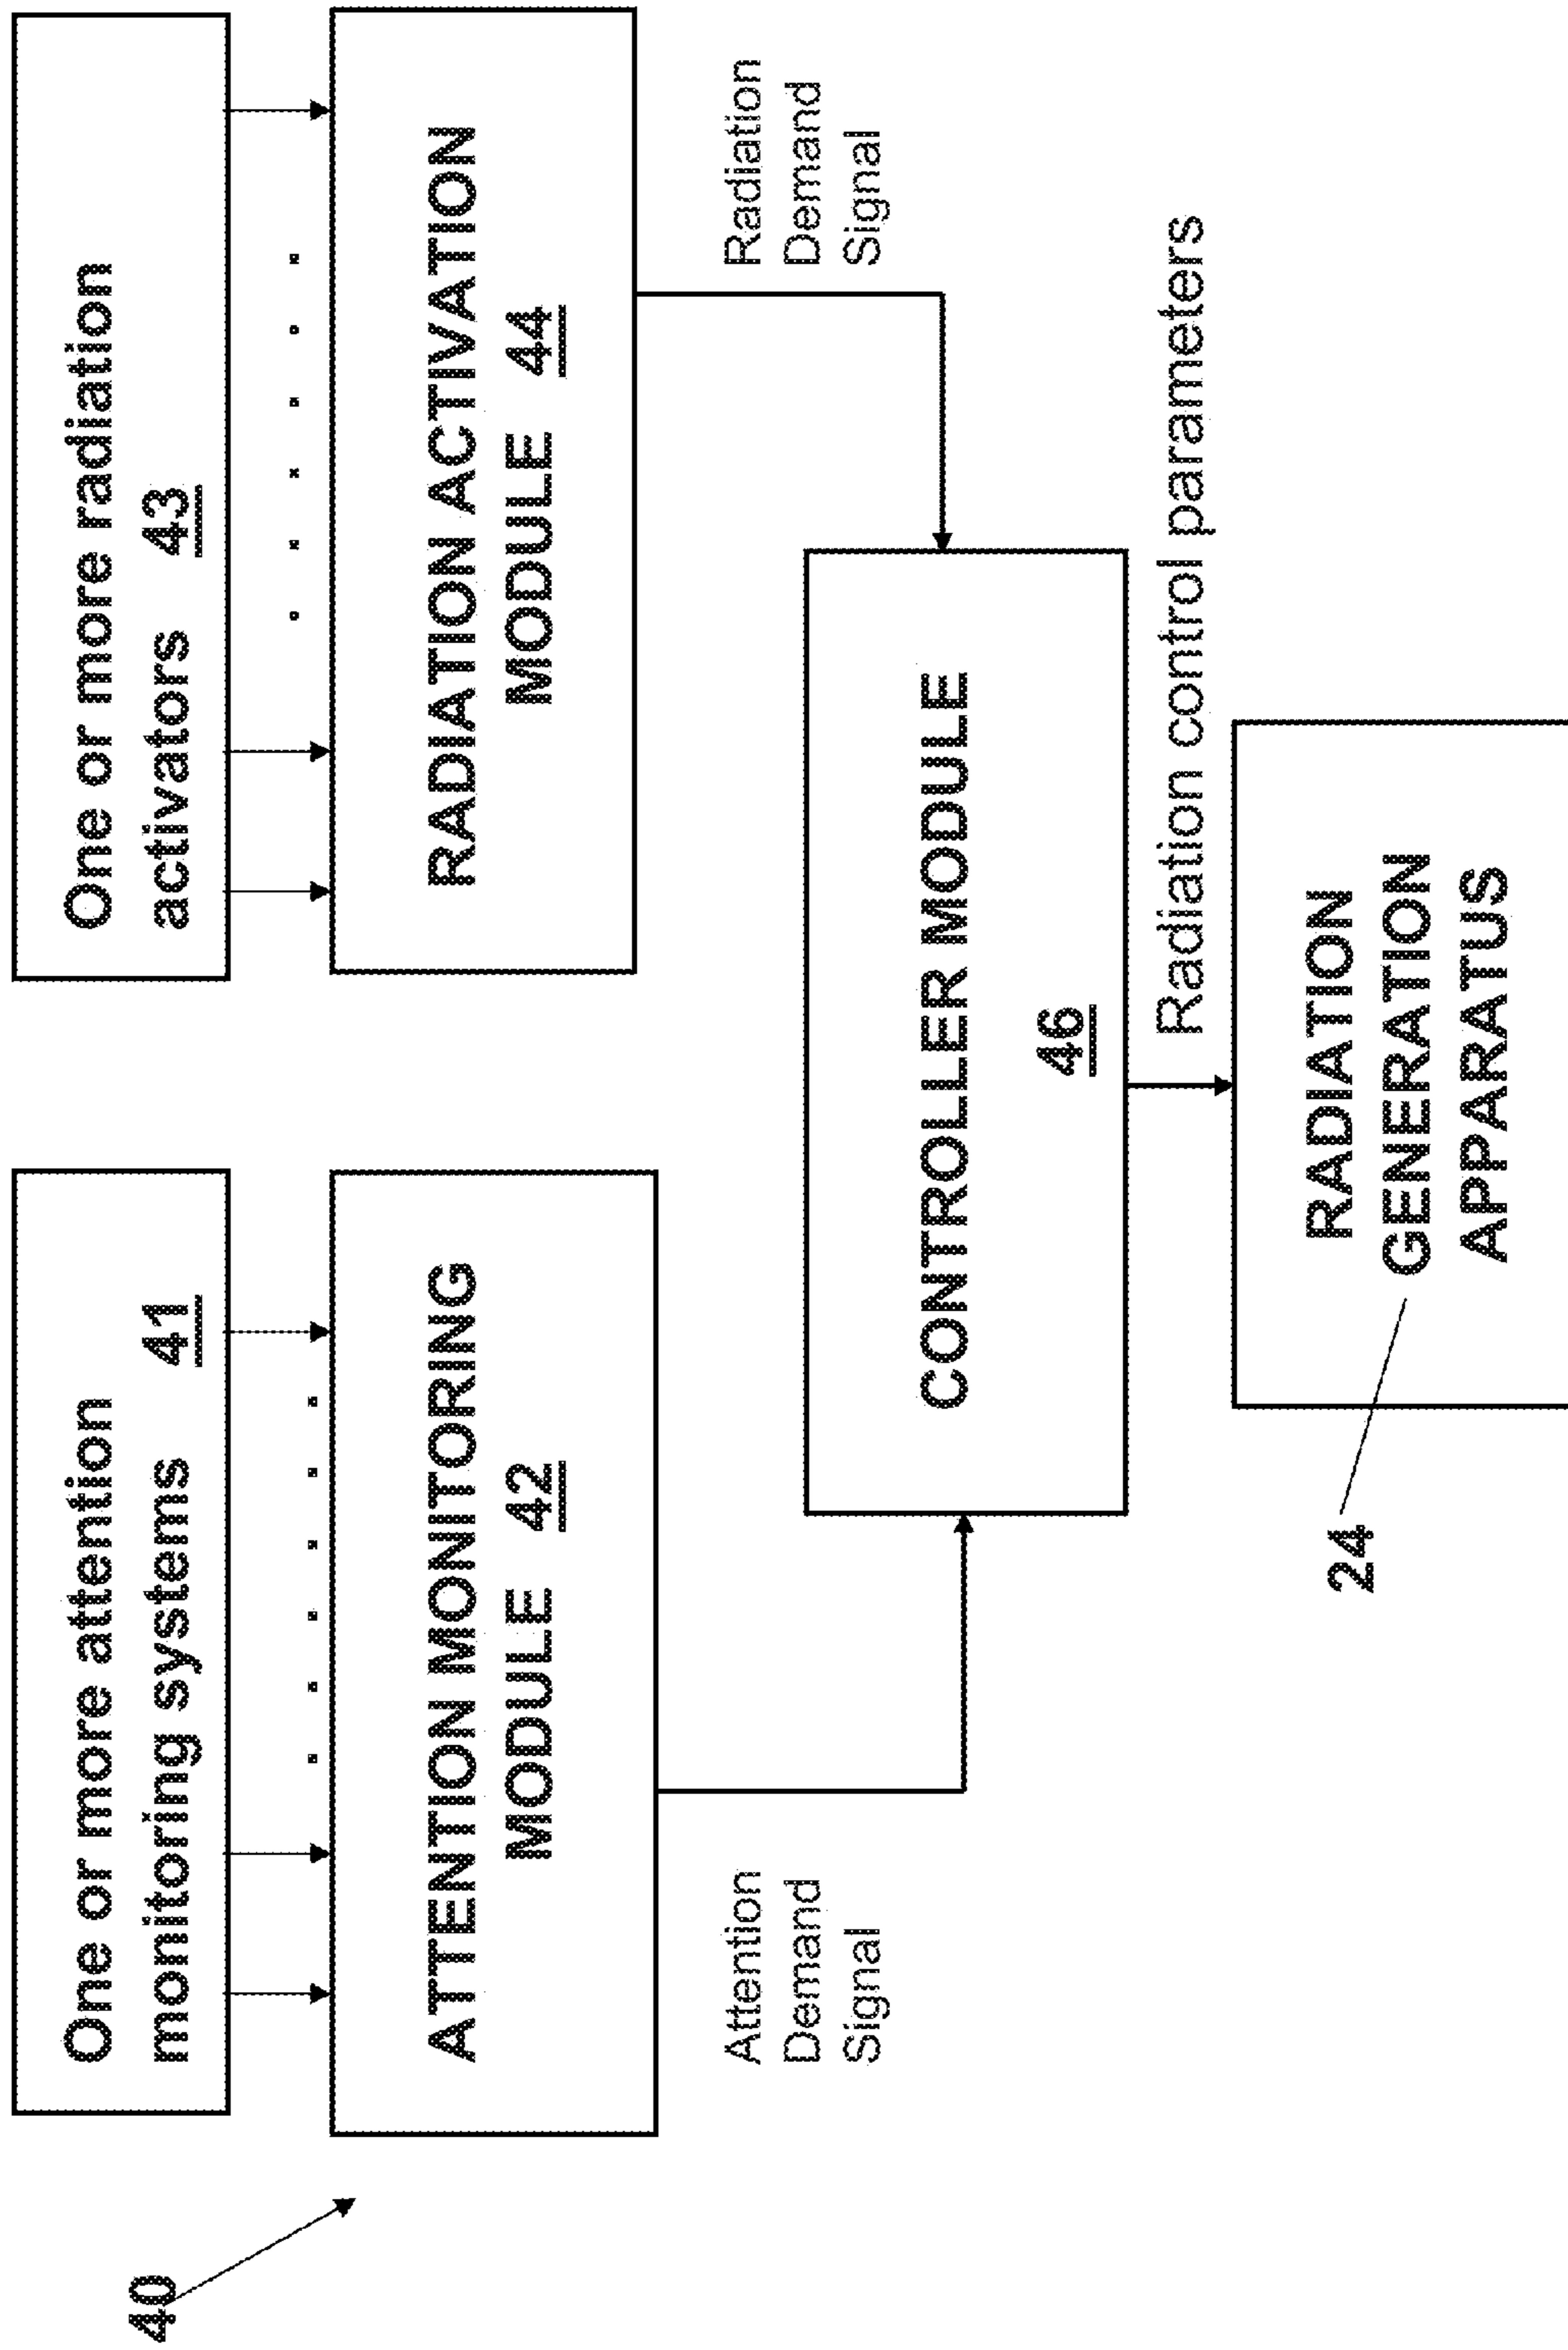 40
One or more attention
monitoring systems 41
ATTENTION MONITORING
MODULE 42
Attention
Demand
Signal
One or more radiation
activators 43
RADIATION ACTIVATION
MODULE 44
Radiation
Demand
Signal
CONTROLLER MODULE
46
Radiation control parameters
24
RADIATION
GENERATION
APPARATUS